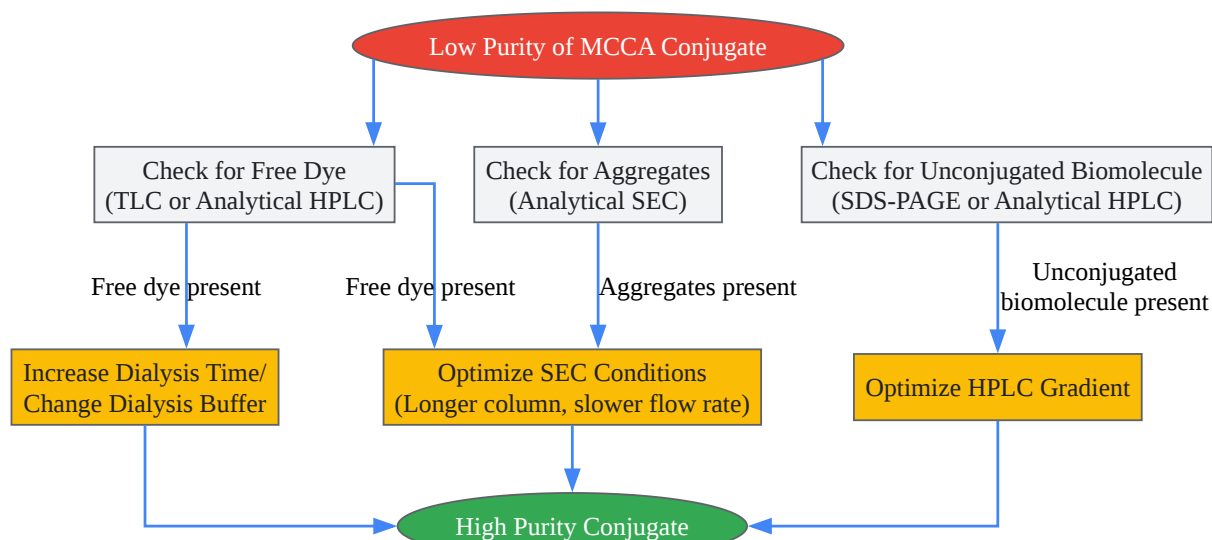 Low Purity of MCCA Conjugate
Check for Free Dye
(TLC or Analytical HPLC)
Check for Aggregates
(Analytical SEC)
Check for Unconjugated Biomolecule
(SDS-PAGE or Analytical HPLC)
Free dye present
Free dye present
Aggregates present
Unconjugated
biomolecule present
Increase Dialysis Time/
Change Dialysis Buffer
Optimize SEC Conditions
(Longer column, slower flow rate)
Optimize HPLC Gradient
High Purity Conjugate